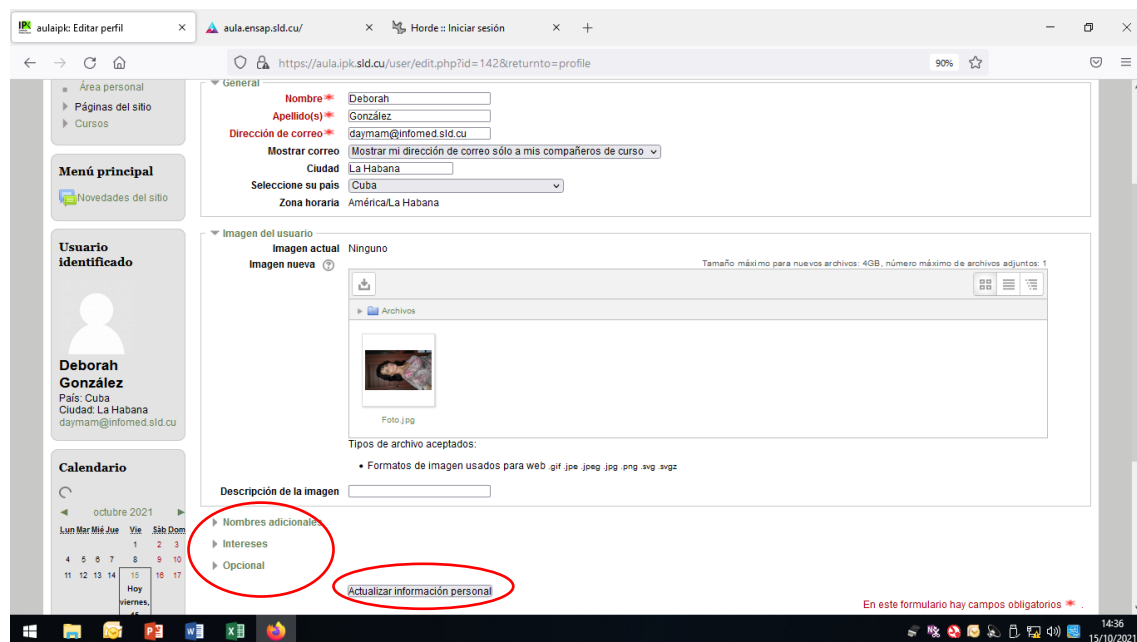 aulaipk: Editar perfil
aula.ensap.sld.cu/
Horde :: Iniciar sesión
https://aula.ipk.sld.cu/user/edit.php?id=142&returnto=profile
90%
Área personal
Páginas del sitio
Cursos
Menú principal
Novedades del sitio
Usuario identificado
Deborah
González
País: Cuba
Ciudad: La Habana
daymam@infomed.sld.cu
Calendario
octubre 2021
Lun Mar Mié Jue Vie Sáb Dom
1 2 3
4 5 6 7 8 9 10
11 12 13 14 15 16 17
Hoy
viernes,
General
Nombre* Deborah
Apellido(s)* González
Dirección de correo* daymam@infomed.sld.cu
Mostrar correo Mostrar mi dirección de correo sólo a mis compañeros de curso
Ciudad La Habana
Seleccione su país Cuba
Zona horaria América/La Habana
Imagen del usuario
Imagen actual Ninguno
Imagen nueva
Tamaño máximo para nuevos archivos: 4GB, número máximo de archivos adjuntos: 1
Archivos
Foto.jpg
Tipos de archivo aceptados:
• Formatos de imagen usados para web .gif .jpe .jpeg .jpg .png .svg .svgz
Descripción de la imagen
Nombres adicionales
Intereses
Opcional
Actualizar información personal
En este formulario hay campos obligatorios * .
14:36
15/10/2021